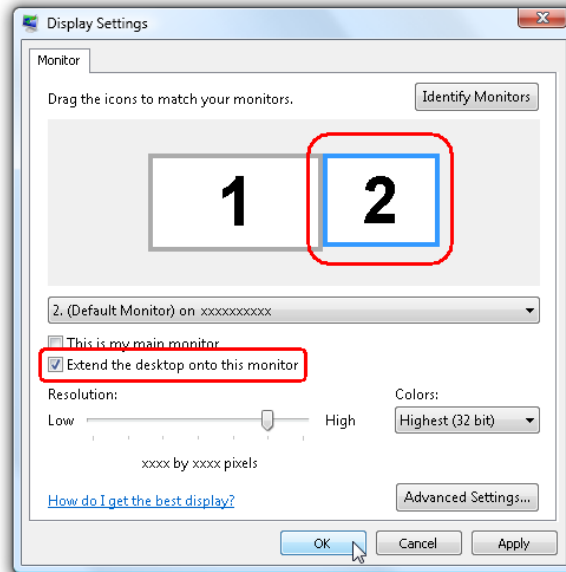 Display Settings
Monitor
Drag the icons to match your monitors.
Identify Monitors
1
2
2. (Default Monitor) on xxxxxxxxxx
This is my main monitor
Extend the desktop onto this monitor
Resolution:
Colors:
Low
High
Highest (32 bit)
xxxx by xxxx pixels
How do I get the best display?
Advanced Settings...
OK
Cancel
Apply